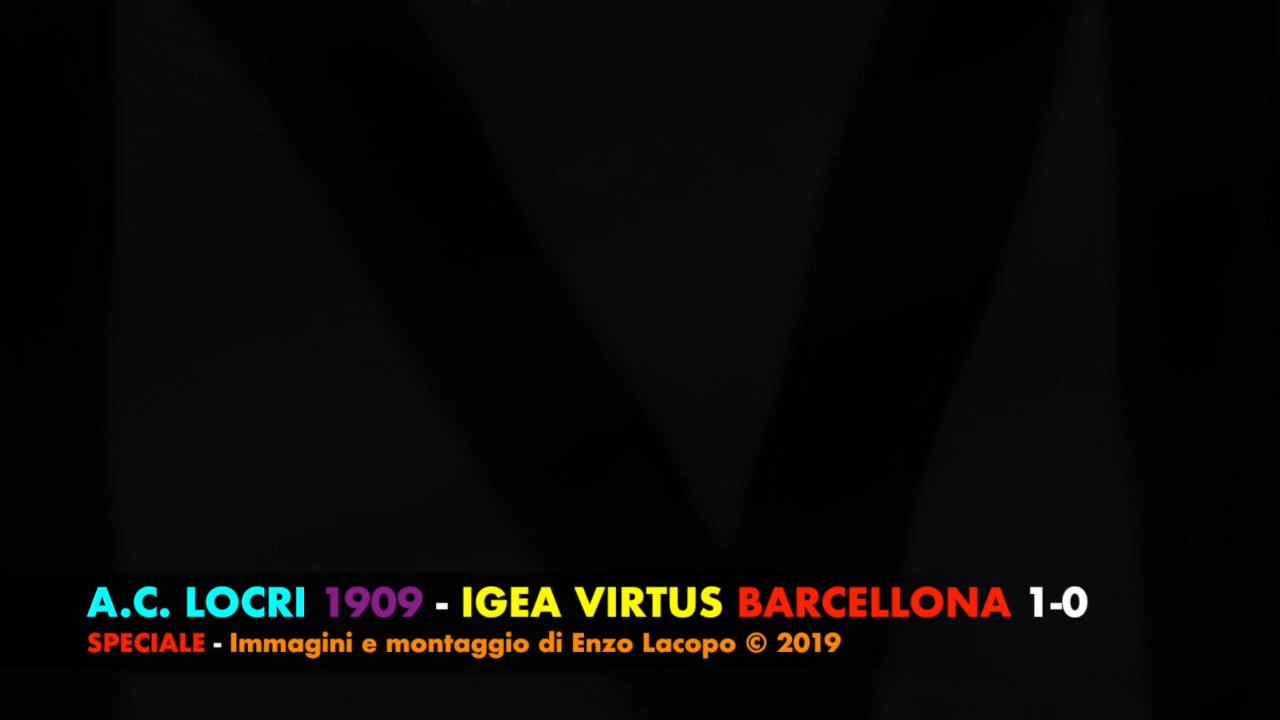 A.C. LOCRI 1909 - IGEA VIRTUS BARCELLONA 1-0
SPECIALE - Immagini e montaggio di Enzo Lacopo © 2019